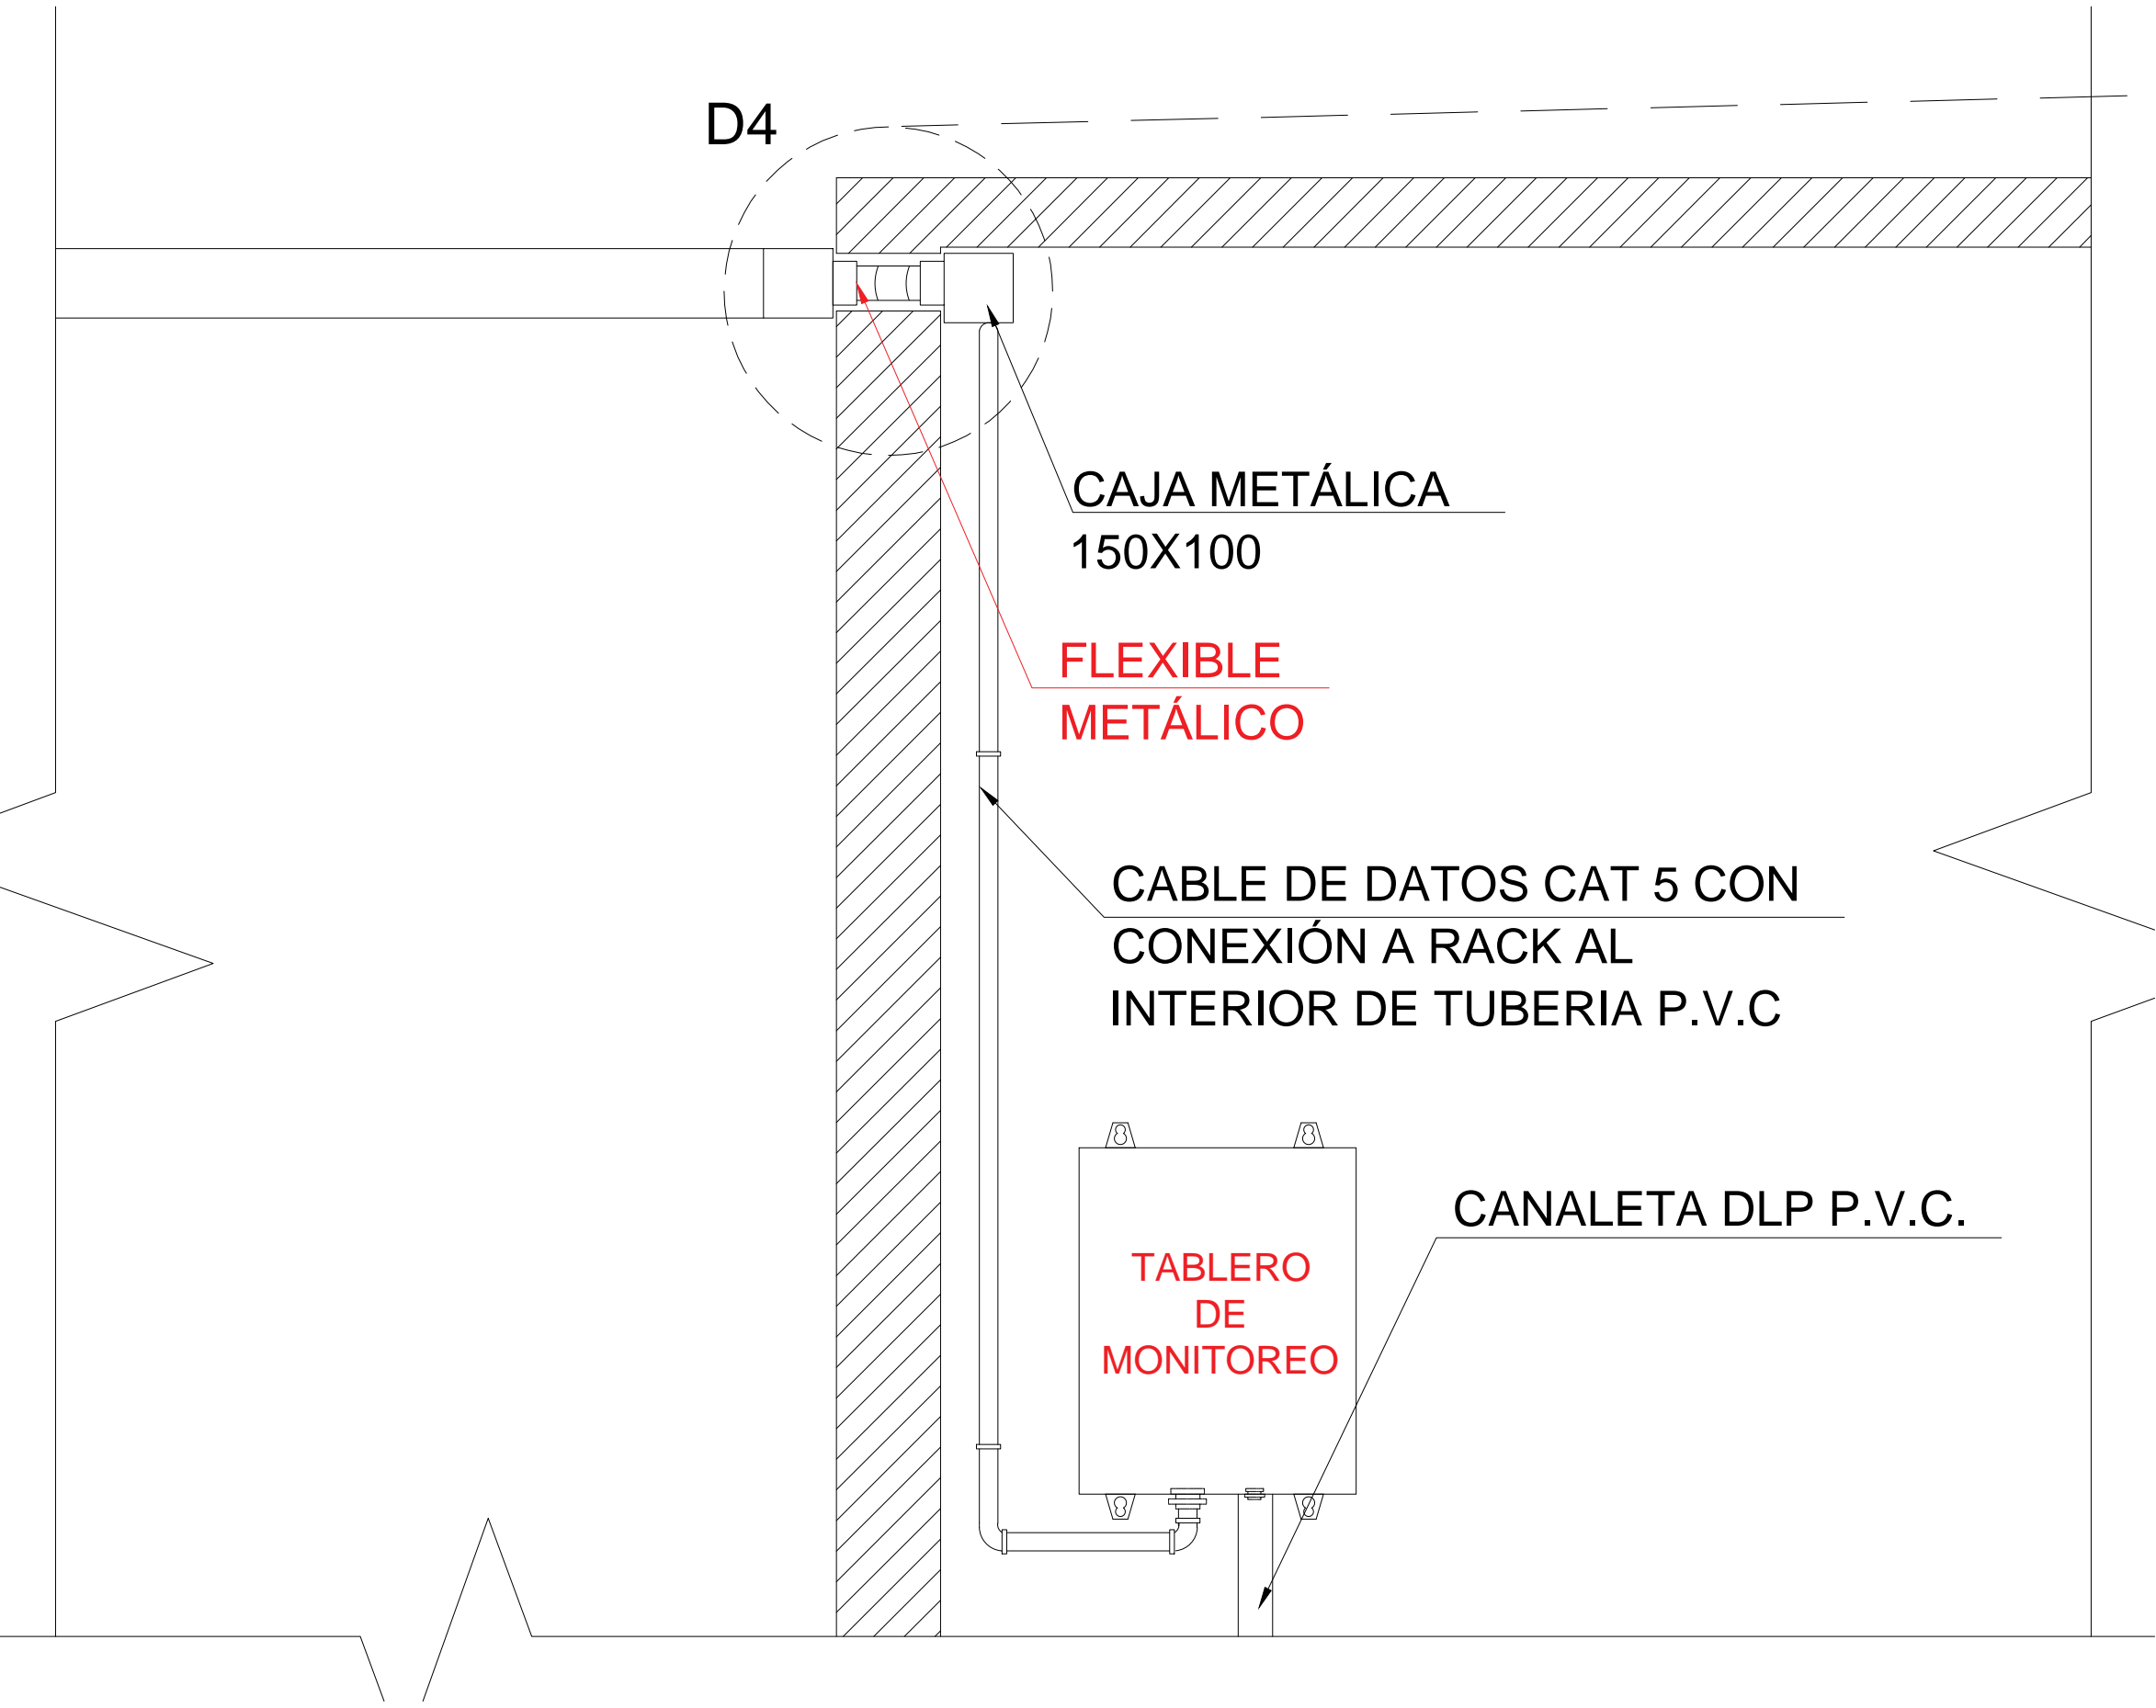 D4
CAJA METÁLICA
150X100
FLEXIBLE
METÁLICO
CABLE DE DATOS CAT 5 CON
CONEXIÓN A RACK AL
INTERIOR DE TUBERIA P.V.C
CANALETA DLP P.V.C.
TABLERO
DE
MONITOREO